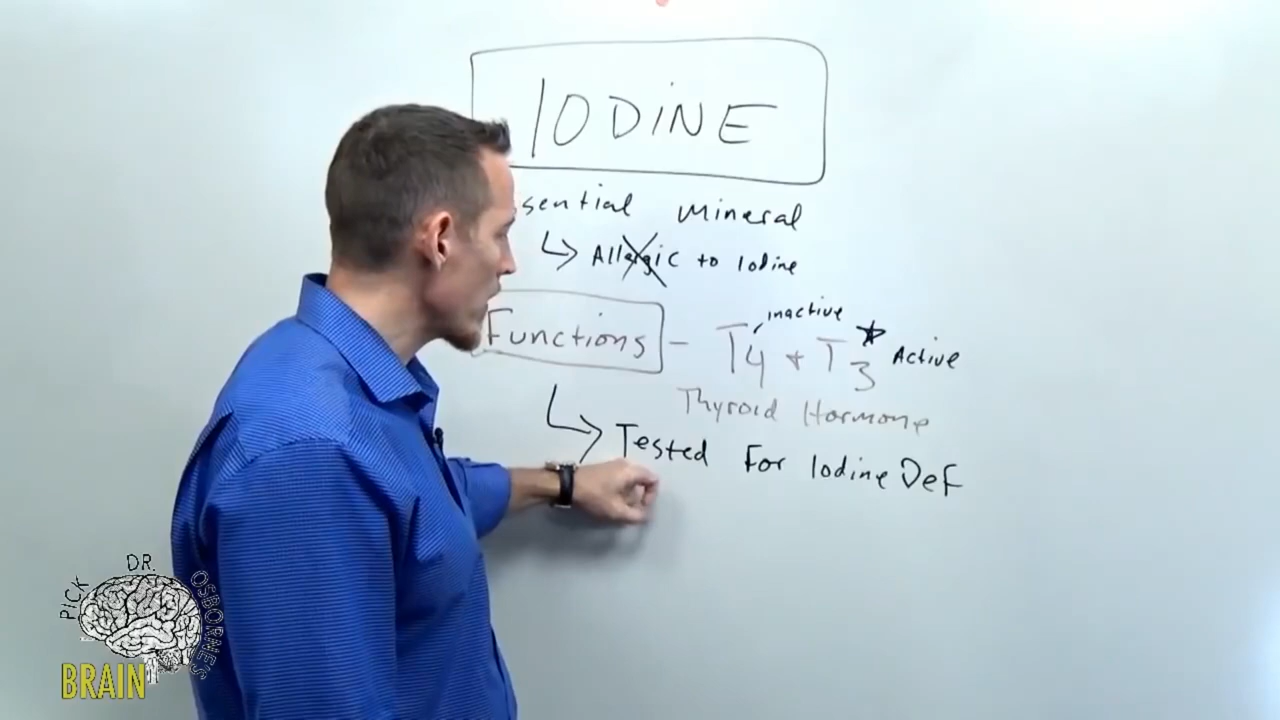 IODiNE
sential mineral
↳ Allergic to Iodine
inactive
Functions - T4 + T3 * Active
Thyroid Hormone
↳ Tested For Iodine Def
PICK DR. OSBORNE'S
BRAIN